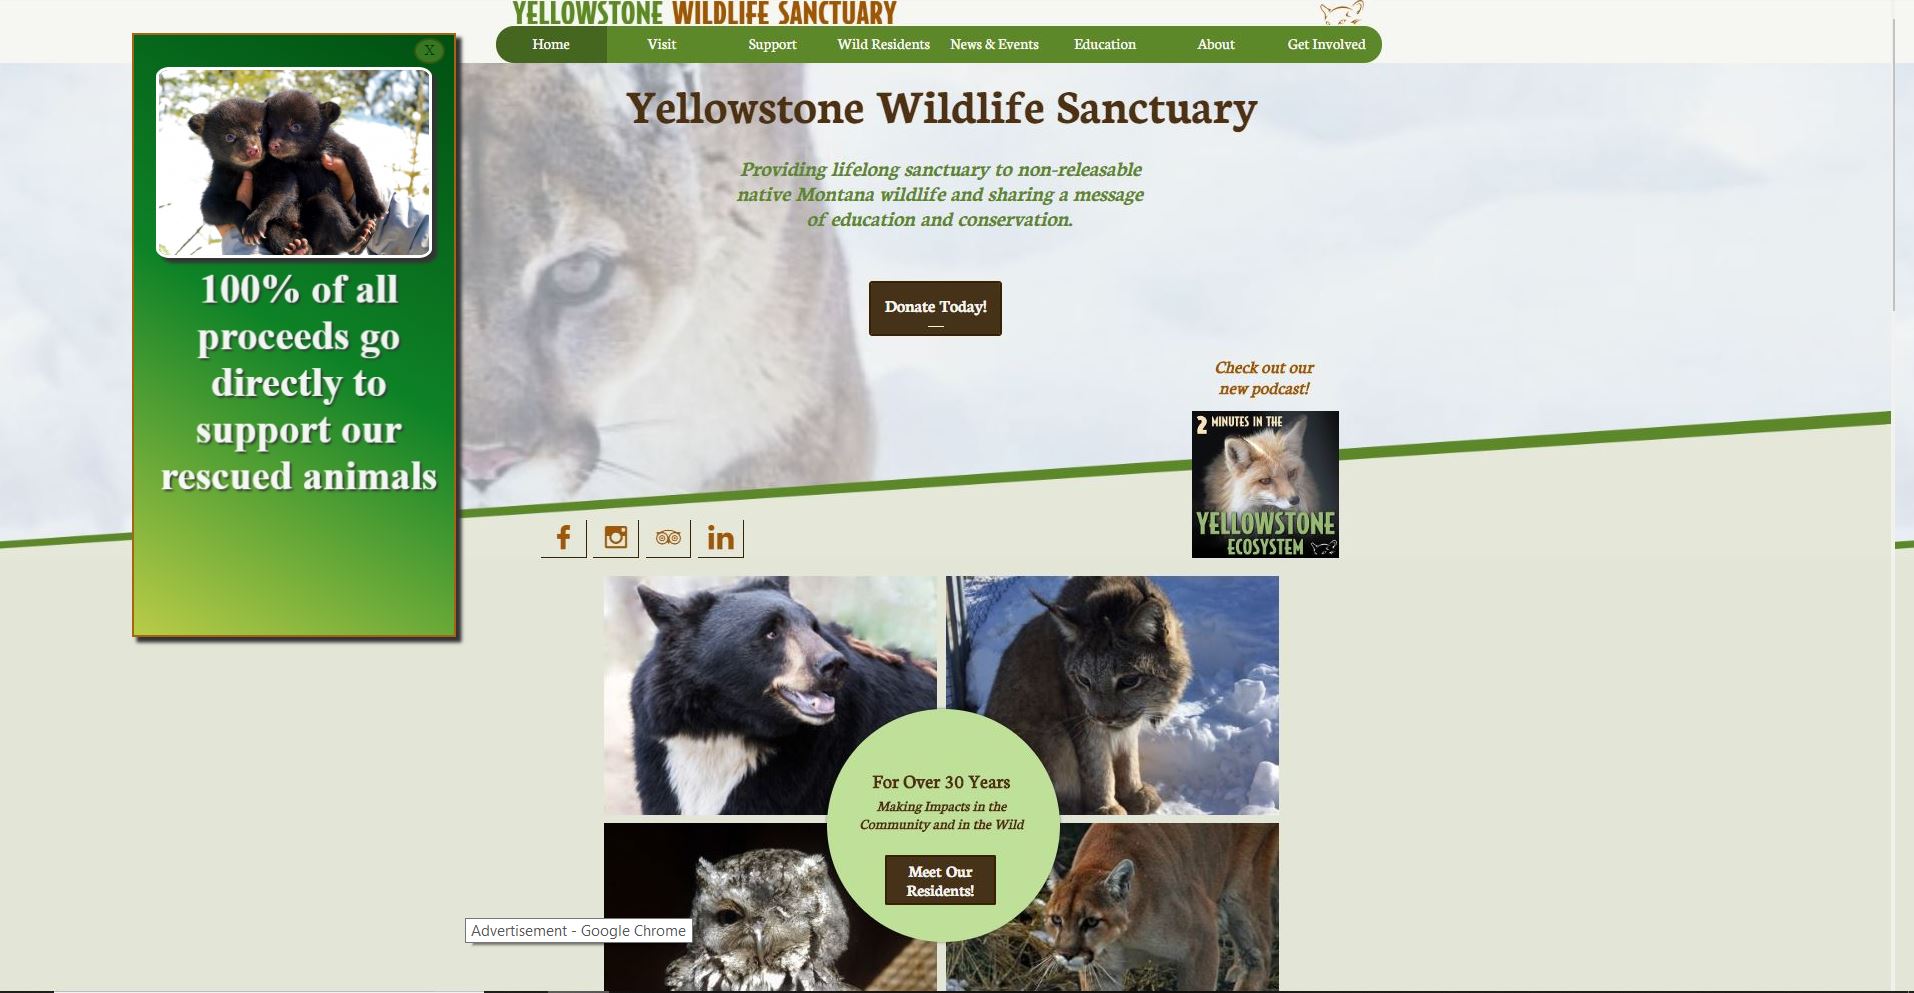 YELLOWSTONE WILDLIFE SANCTUARY
Home Visit Support Wild Residents News & Events Education About Get Involved
X
100% of all
proceeds go
directly to
support our
rescued animals
Yellowstone Wildlife Sanctuary
Providing lifelong sanctuary to non-releasable
native Montana wildlife and sharing a message
of education and conservation.
Donate Today!
Check out our
new podcast!
2 MINUTES IN THE
YELLOWSTONE
ECOSYSTEM
f
in
For Over 30 Years
Making Impacts in the
Community and in the Wild
Meet Our
Residents!
Advertisement - Google Chrome